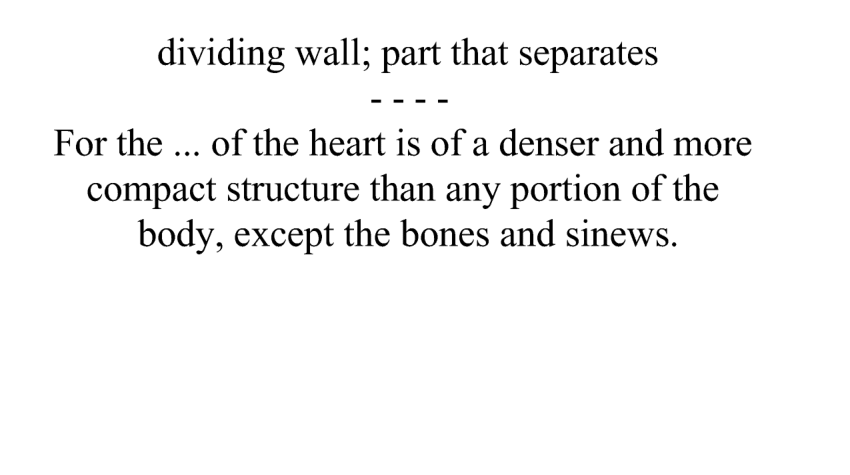 dividing wall; part that separates
- - - -
For the ... of the heart is of a denser and more
compact structure than any portion of the
body, except the bones and sinews.